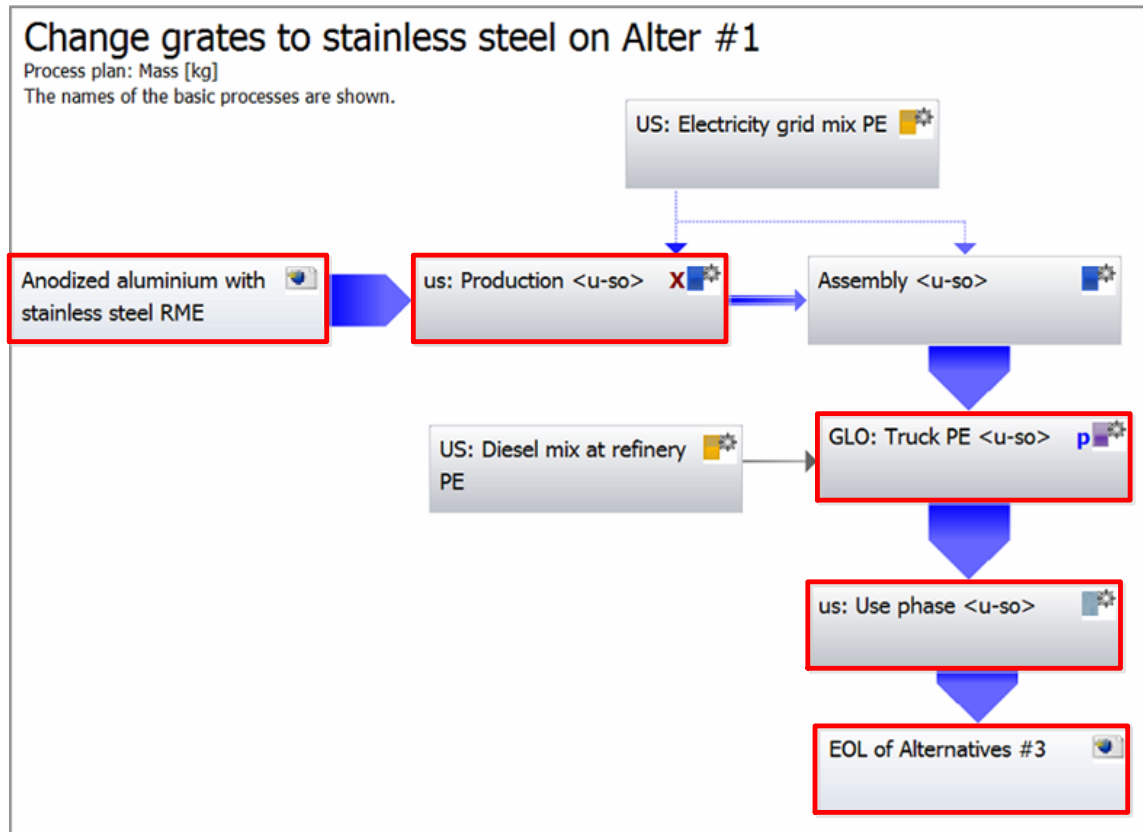 Change grates to stainless steel on Alter #1
Process plan: Mass [kg]
The names of the basic processes are shown.
US: Electricity grid mix PE
Anodized aluminium with
stainless steel RME
us: Production <u-so>
X
Assembly <u-so>
US: Diesel mix at refinery
PE
GLO: Truck PE <u-so>
p
us: Use phase <u-so>
EOL of Alternatives #3